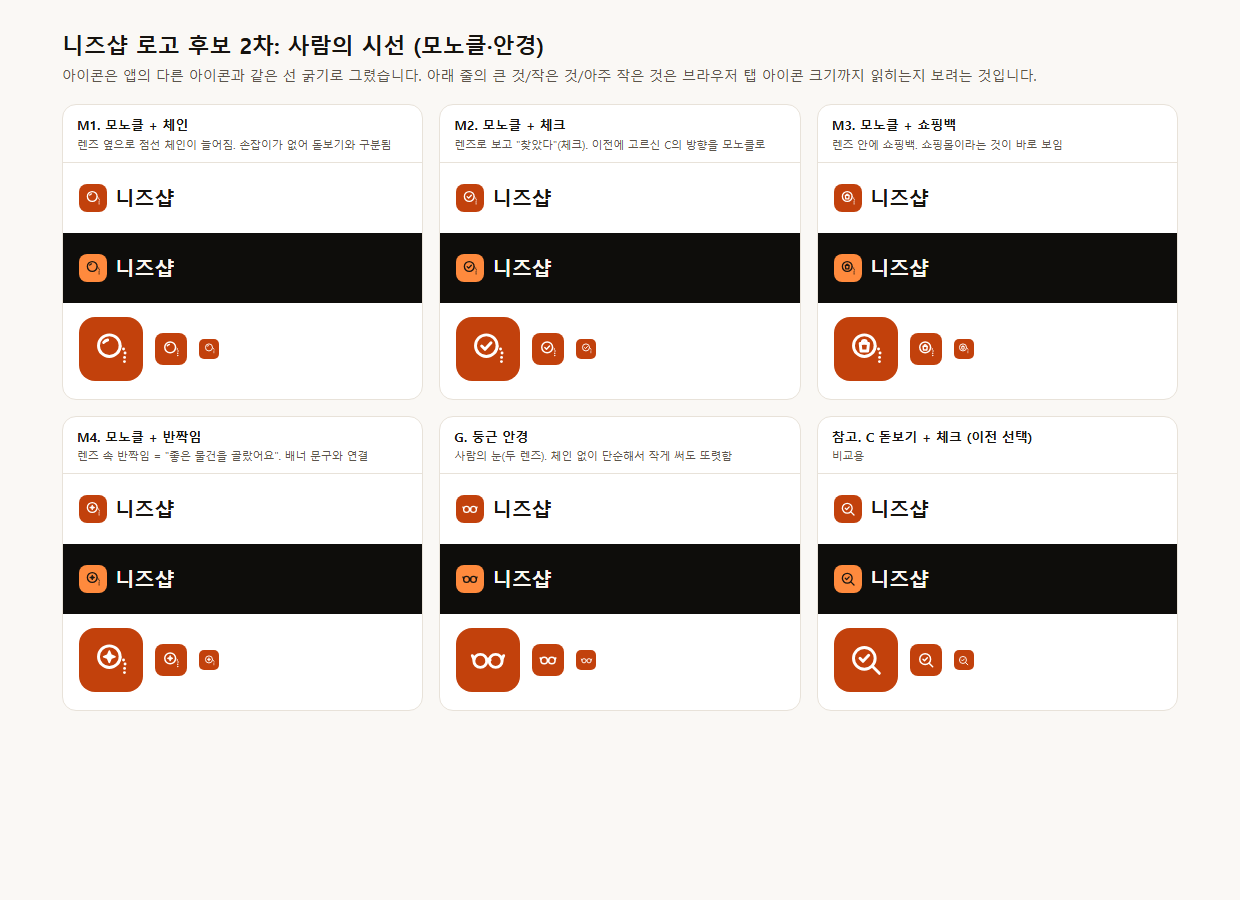 니즈샵 로고 후보 2차: 사람의 시선 (모노클·안경)
아이콘은 앱의 다른 아이콘과 같은 선 굵기로 그렸습니다. 아래 줄의 큰 것/작은 것/아주 작은 것은 브라우저 탭 아이콘 크기까지 읽히는지 보려는 것입니다.
M1. 모노클 + 체인
렌즈 옆으로 점선 체인이 늘어짐. 손잡이가 없어 돋보기와 구분됨
니즈샵
니즈샵
M2. 모노클 + 체크
렌즈로 보고 "찾았다"(체크). 이전에 고르신 C의 방향을 모노클로
니즈샵
니즈샵
M3. 모노클 + 쇼핑백
렌즈 안에 쇼핑백. 쇼핑몰이라는 것이 바로 보임
니즈샵
니즈샵
M4. 모노클 + 반짝임
렌즈 속 반짝임 = "좋은 물건을 골랐어요". 배너 문구와 연결
니즈샵
니즈샵
G. 둥근 안경
사람의 눈(두 렌즈). 체인 없이 단순해서 작게 써도 또렷함
니즈샵
니즈샵
참고. C 돋보기 + 체크 (이전 선택)
비교용
니즈샵
니즈샵